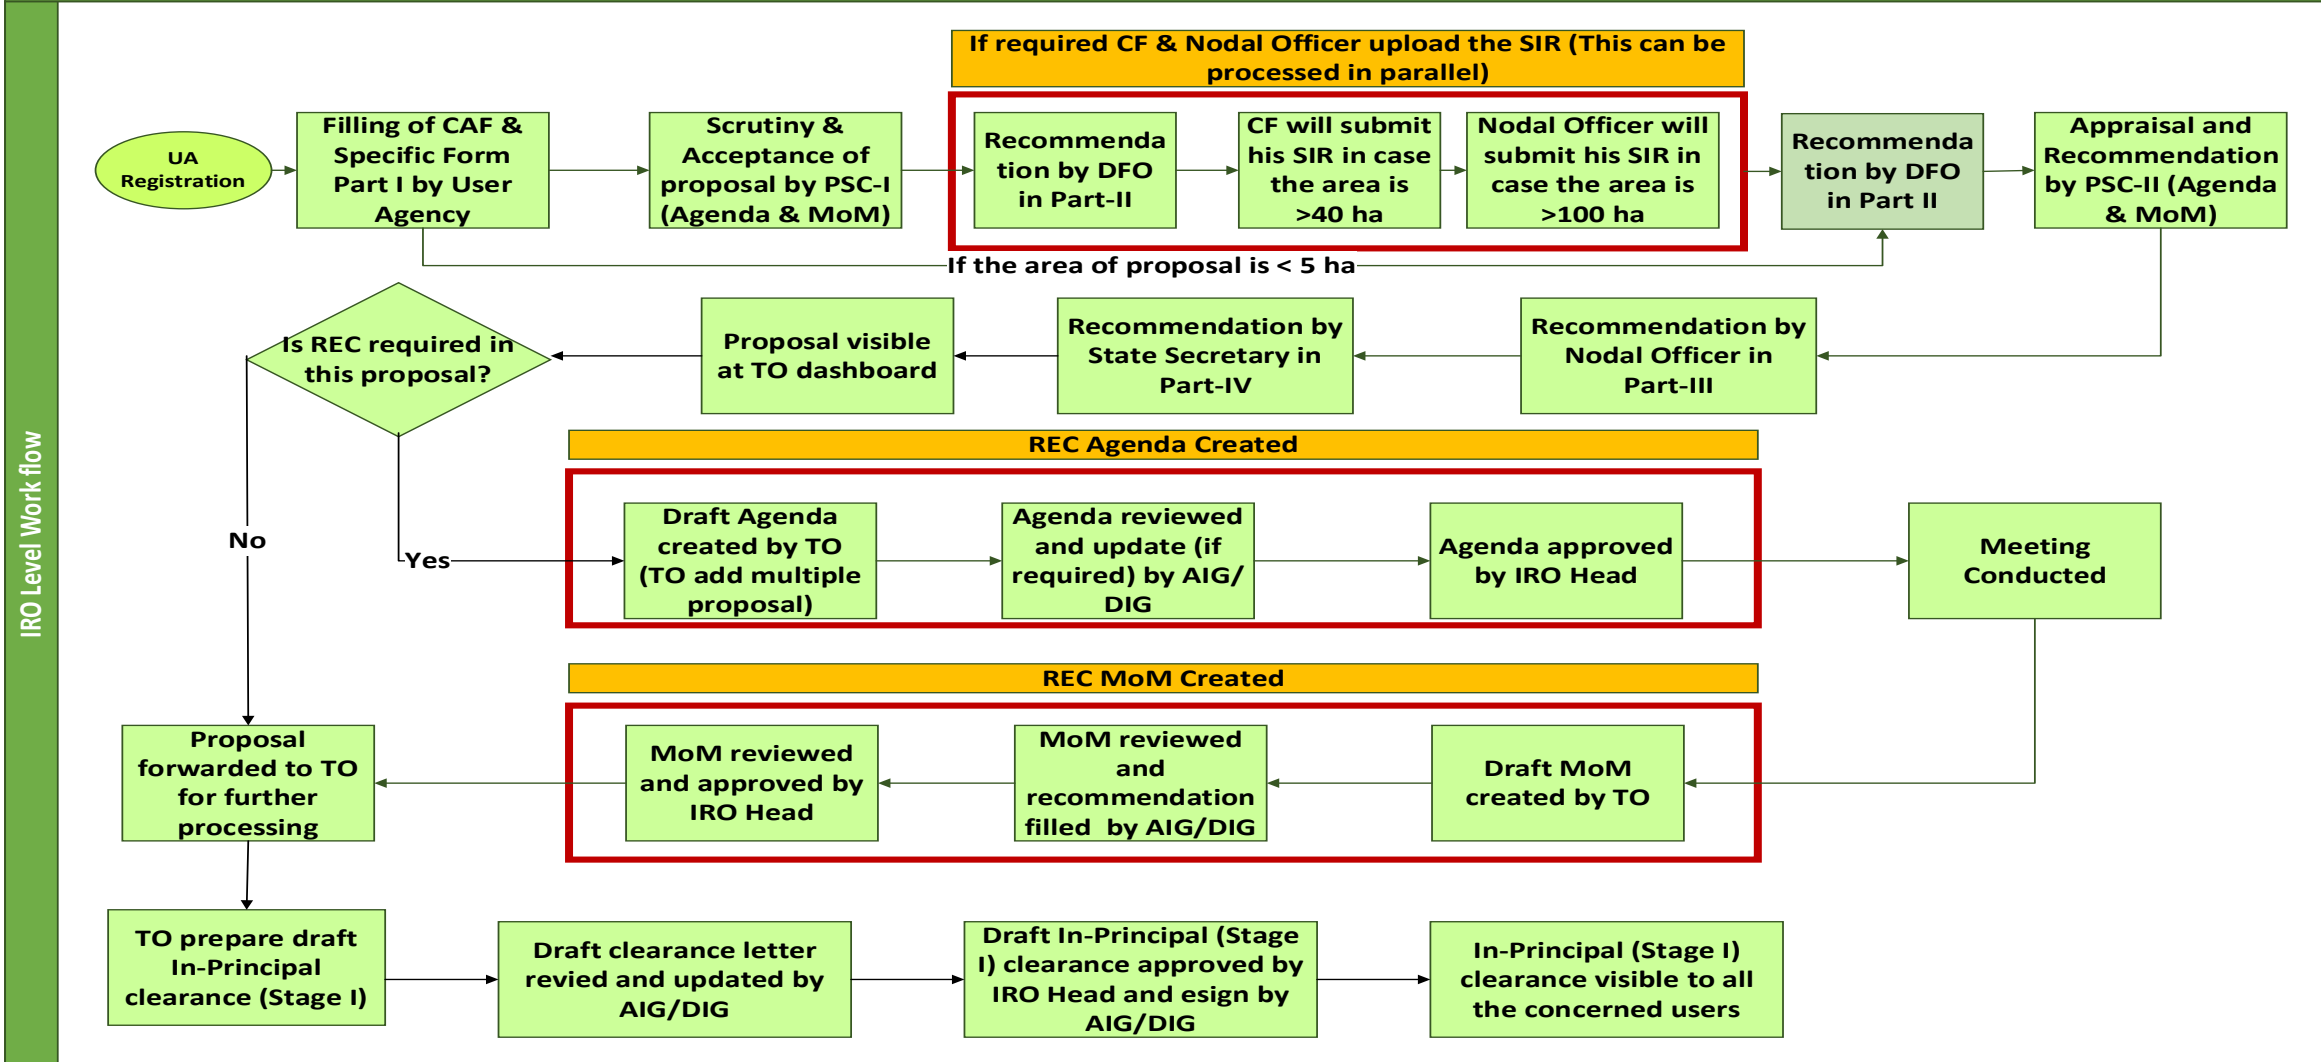 IRO Level Work flow
If required CF & Nodal Officer upload the SIR (This can be
processed in parallel)
UA
Registration
Filling of CAF &
Specific Form
Part I by User
Agency
Scrutiny &
Acceptance of
proposal by PSC-I
(Agenda & MoM)
Recommenda
tion by DFO
in Part-II
CF will submit
his SIR in case
the area is
>40 ha
Nodal Officer will
submit his SIR in
case the area is
>100 ha
Recommenda
tion by DFO
in Part II
Appraisal and
Recommendation
by PSC-II (Agenda
& MoM)
If the area of proposal is < 5 ha
Recommendation by
Nodal Officer in
Part-III
Recommendation by
State Secretary in
Part-IV
Proposal visible
at TO dashboard
Is REC required in
this proposal?
No
Yes
REC Agenda Created
Draft Agenda
created by TO
(TO add multiple
proposal)
Agenda reviewed
and update (if
required) by AIG/
DIG
Agenda approved
by IRO Head
Meeting
Conducted
REC MoM Created
Draft MoM
created by TO
MoM reviewed
and
recommendation
filled  by AIG/DIG
MoM reviewed
and approved by
IRO Head
Proposal
forwarded to TO
for further
processing
TO prepare draft
In-Principal
clearance (Stage I)
Draft clearance letter
revied and updated by
AIG/DIG
Draft In-Principal (Stage
I) clearance approved by
IRO Head and esign by
AIG/DIG
In-Principal (Stage I)
clearance visible to all
the concerned users